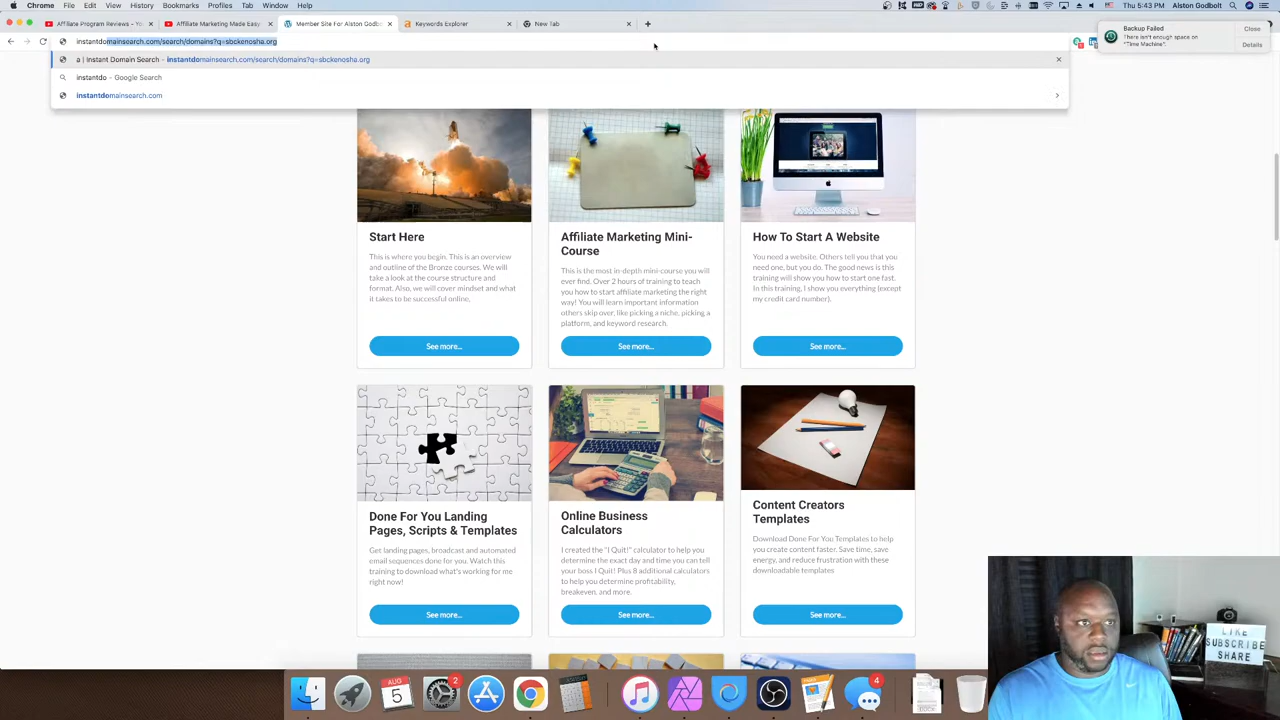 Chrome File Edit View History Bookmarks Profiles Tab Window Help
Thu 5:43 PM Alston Godbolt
Affiliate Program Reviews – Yo
Affiliate Marketing Made Easy
Member Site For Alston Godbo
Keywords Explorer
New Tab
instantdomainsearch.com/search/domains?q=sbckenosha.org
a | Instant Domain Search – instantdomainsearch.com/search/domains?q=sbckenosha.org
instantdo – Google Search
instantdomainsearch.com
Backup Failed
There isn't enough space on
"Time Machine".
Close
Details
Start Here
This is where you begin. This is an overview
and outline of the Bronze courses. We will
take a look at the course structure and
format. Also, we will cover mindset and what
it takes to be successful online,
See more...
Affiliate Marketing Mini-
Course
This is the most in-depth mini-course you will
ever find. Over 2 hours of training to teach
you how to start affiliate marketing the right
way! You will learn important information
others skip over, like picking a niche, picking a
platform, and keyword research.
See more...
How To Start A Website
You need a website. Others tell you that you
need one, but you do. The good news is this
training will show you how to start one fast.
In this training, I show you everything (except
my credit card number).
See more...
Done For You Landing
Pages, Scripts & Templates
Get landing pages, broadcast and automated
email sequences done for you. Watch this
training to download what's working for me
right now!
See more...
Online Business
Calculators
I created the "I Quit!" calculator to help you
determine the exact day and time you can tell
your boss I Quit! Plus 8 additional calculators
to help you determine profitability,
breakeven, and more.
See more...
Content Creators
Templates
Download Done For You Templates to help
you create content faster. Save time, save
energy, and reduce frustration with these
downloadable templates
See more...
LIKE
SUBSCRIBE
SHARE
AUG
5
2
4